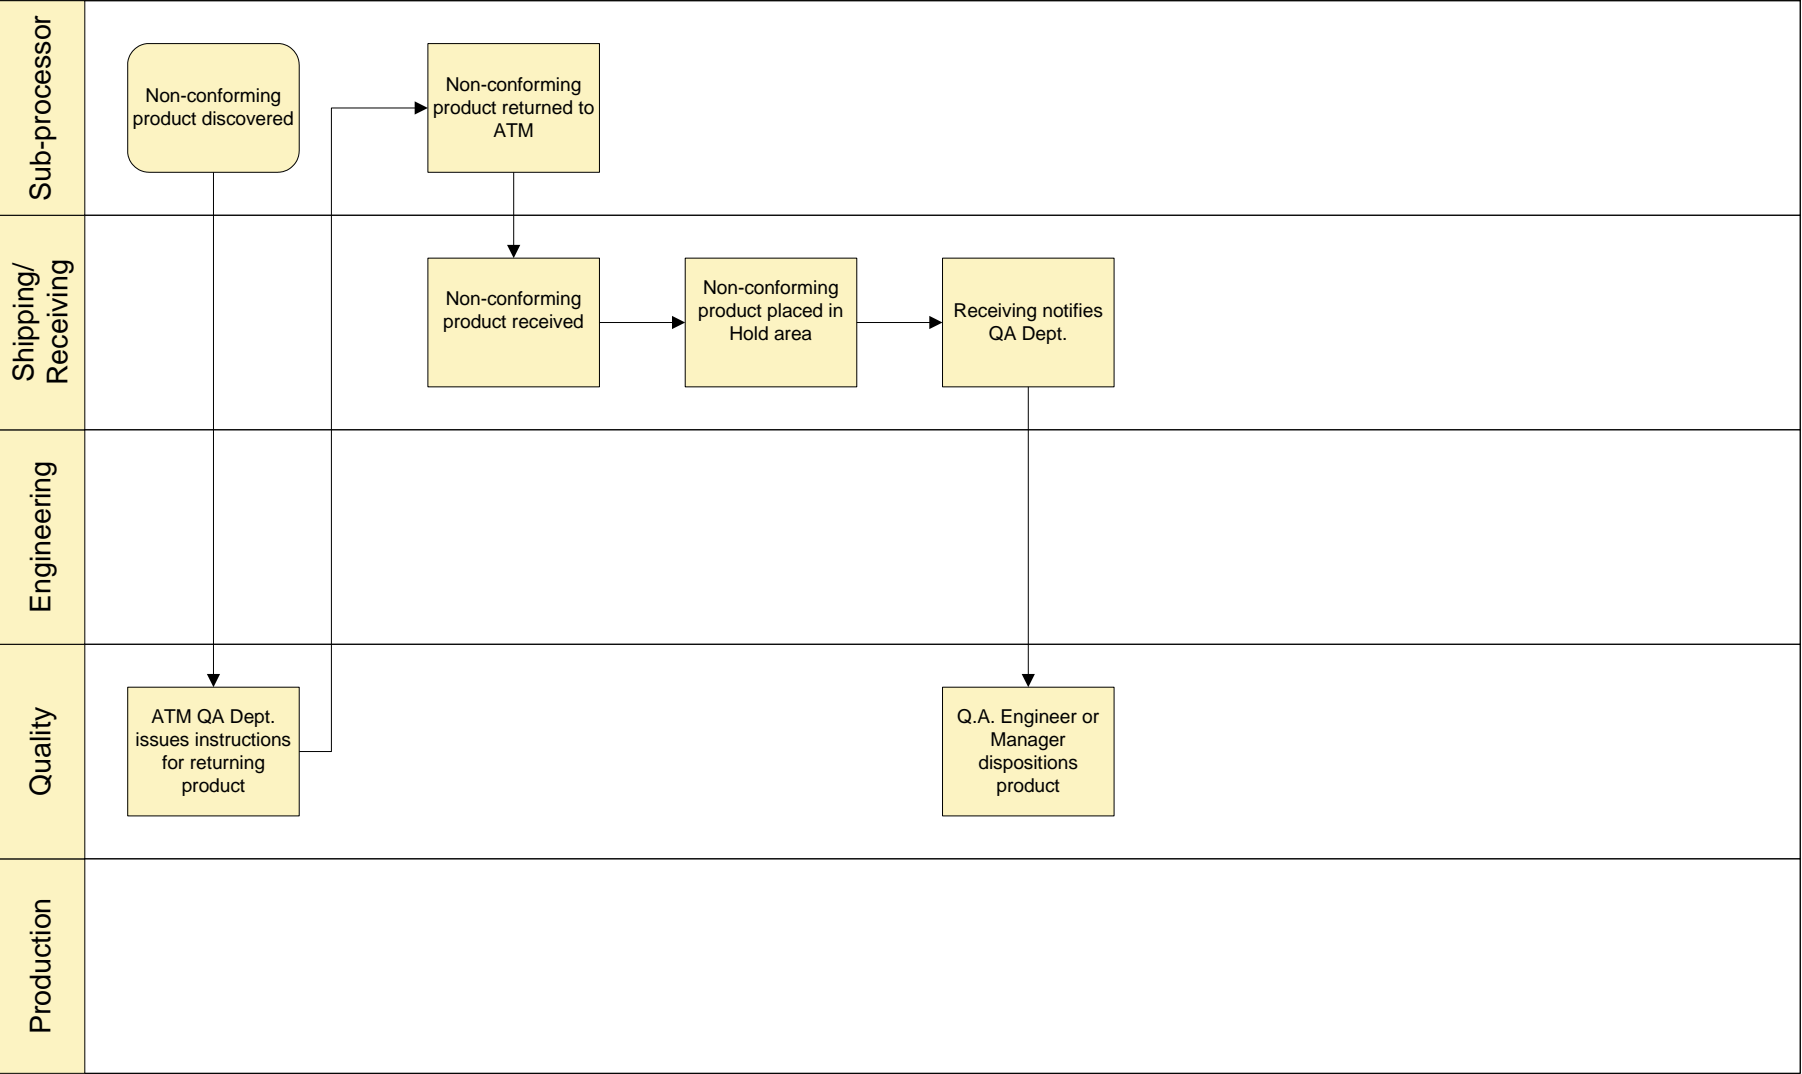 Sub-processor
Non-conforming
product discovered
Non-conforming
product returned to
ATM
Shipping/
Receiving
Non-conforming
product received
Non-conforming
product placed in
Hold area
Receiving notifies
QA Dept.
Engineering
Quality
ATM QA Dept.
issues instructions
for returning
product
Q.A. Engineer or
Manager
dispositions
product
Production